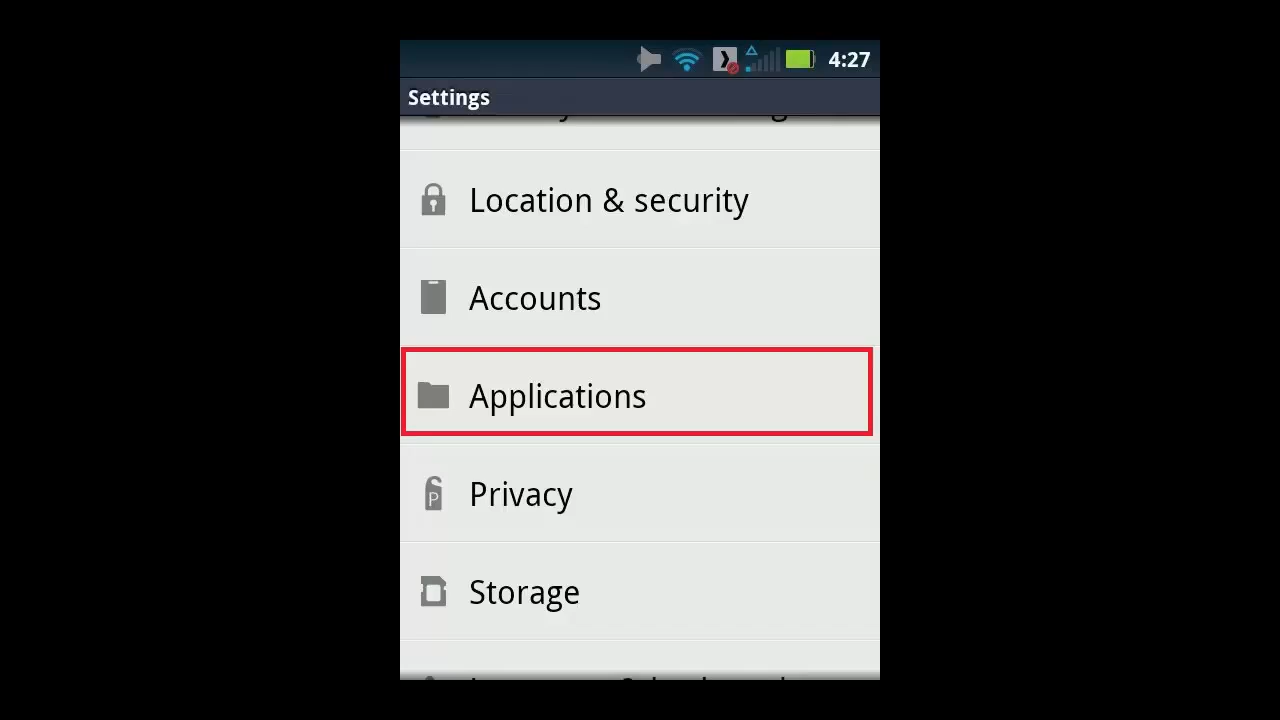 4:27
Settings
Location & security
Accounts
Applications
Privacy
Storage